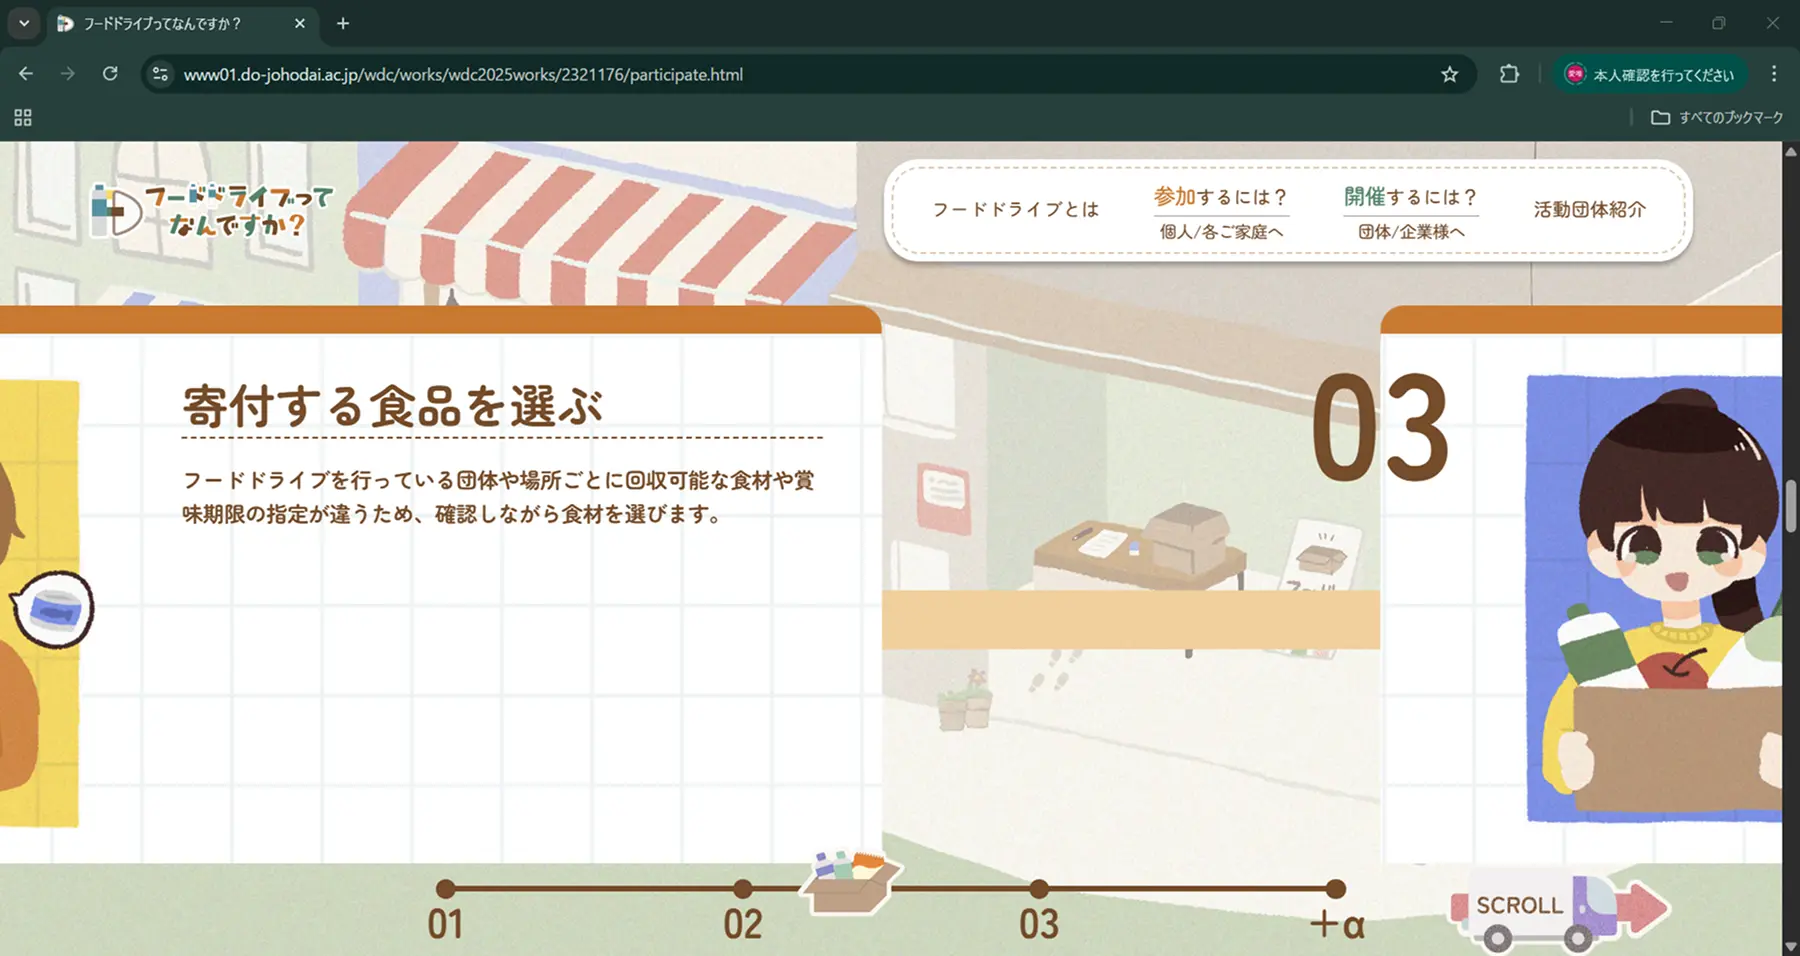 フードドライブってなんですか?
www01.do-johodai.ac.jp/wdc/works/wdc2025works/2321176/participate.html
本人確認を行ってください
すべてのブックマーク
フードドライブって
なんですか?
フードドライブとは
参加するには?
個人/各ご家庭へ
開催するには?
団体/企業様へ
活動団体紹介
寄付する食品を選ぶ
フードドライブを行っている団体や場所ごとに回収可能な食材や賞
味期限の指定が違うため、確認しながら食材を選びます。
03
01
02
03
+α
SCROLL